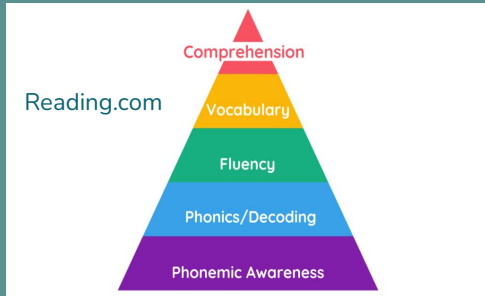 Comprehension
Reading.com
Vocabulary
Fluency
Phonics/Decoding
Phonemic Awareness